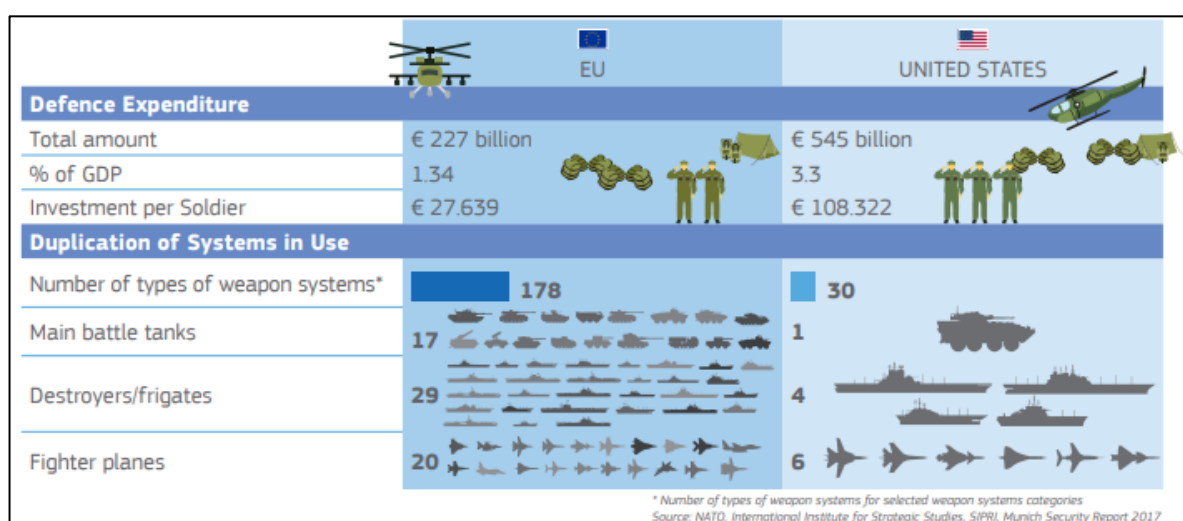 EU UNITED STATES
Defence Expenditure
Total amount € 227 billion € 545 billion
% of GDP 1.34 3.3
Investment per Soldier € 27.639 € 108.322
Duplication of Systems in Use
Number of types of weapon systems* 178 30
Main battle tanks 17 1
Destroyers/frigates 29 4
Fighter planes 20 6
* Number of types of weapon systems for selected weapon systems categories
Source: NATO, International Institute for Strategic Studies, SIPRI, Munich Security Report 2017